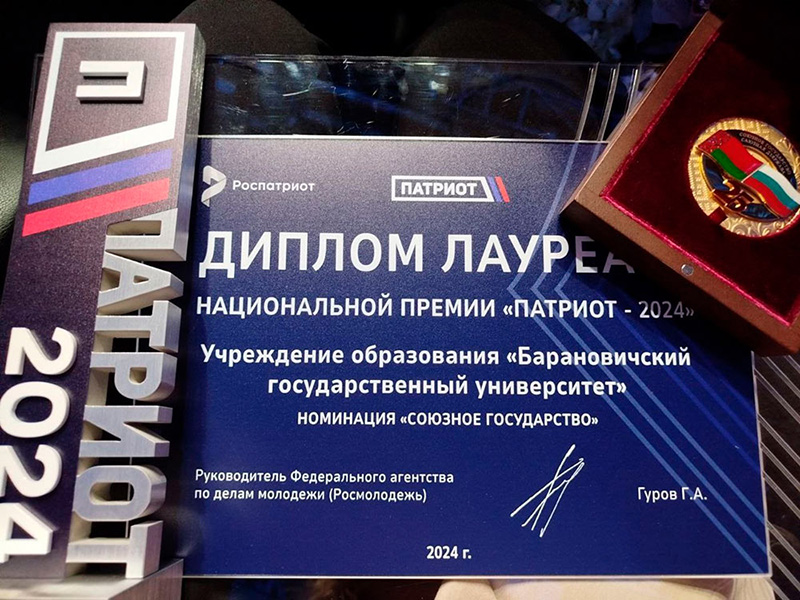 П
ПАТРИОТ
2024
Роспатриот
ПАТРИОТ
ДИПЛОМ ЛАУРЕА
НАЦИОНАЛЬНОЙ ПРЕМИИ «ПАТРИОТ - 2024»
Учреждение образования «Барановичский
государственный университет»
НОМИНАЦИЯ «СОЮЗНОЕ ГОСУДАРСТВО»
Руководитель Федерального агентства
по делам молодежи (Росмолодежь)
Гуров Г.А.
2024 г.
25